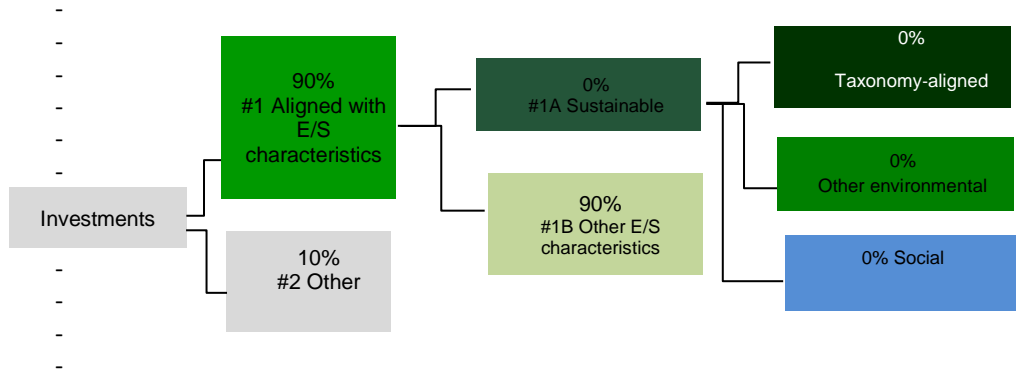 -
-
-
-
-
-
-
-
-
-
Investments
90%
#1 Aligned with
E/S
characteristics
10%
#2 Other
0%
#1A Sustainable
90%
#1B Other E/S
characteristics
0%
Taxonomy-aligned
0%
Other environmental
0% Social